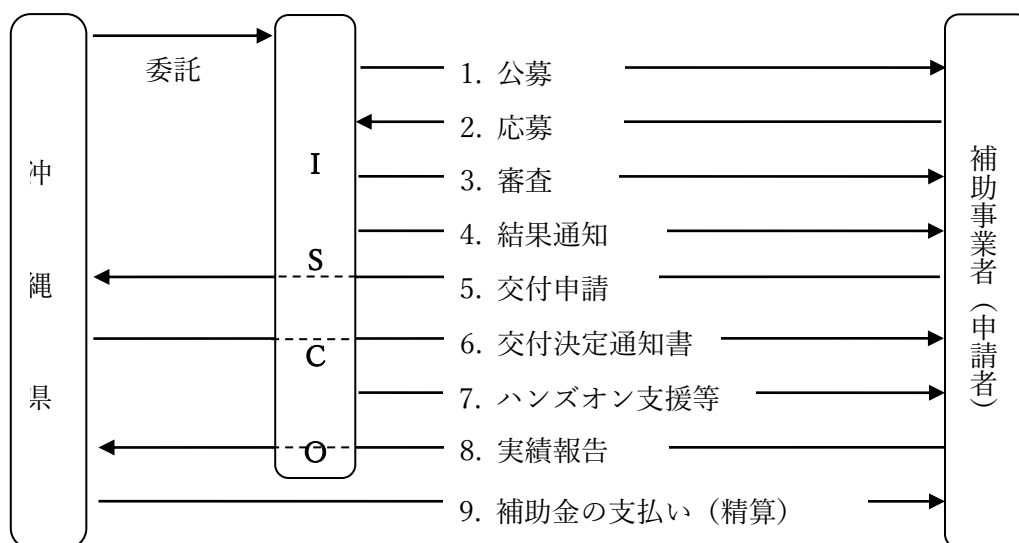 沖縄県
委託
ISCO
1. 公募
2. 応募
3. 審査
4. 結果通知
5. 交付申請
6. 交付決定通知書
7. ハンズオン支援等
8. 実績報告
9. 補助金の支払い（精算）
補助事業者（申請者）